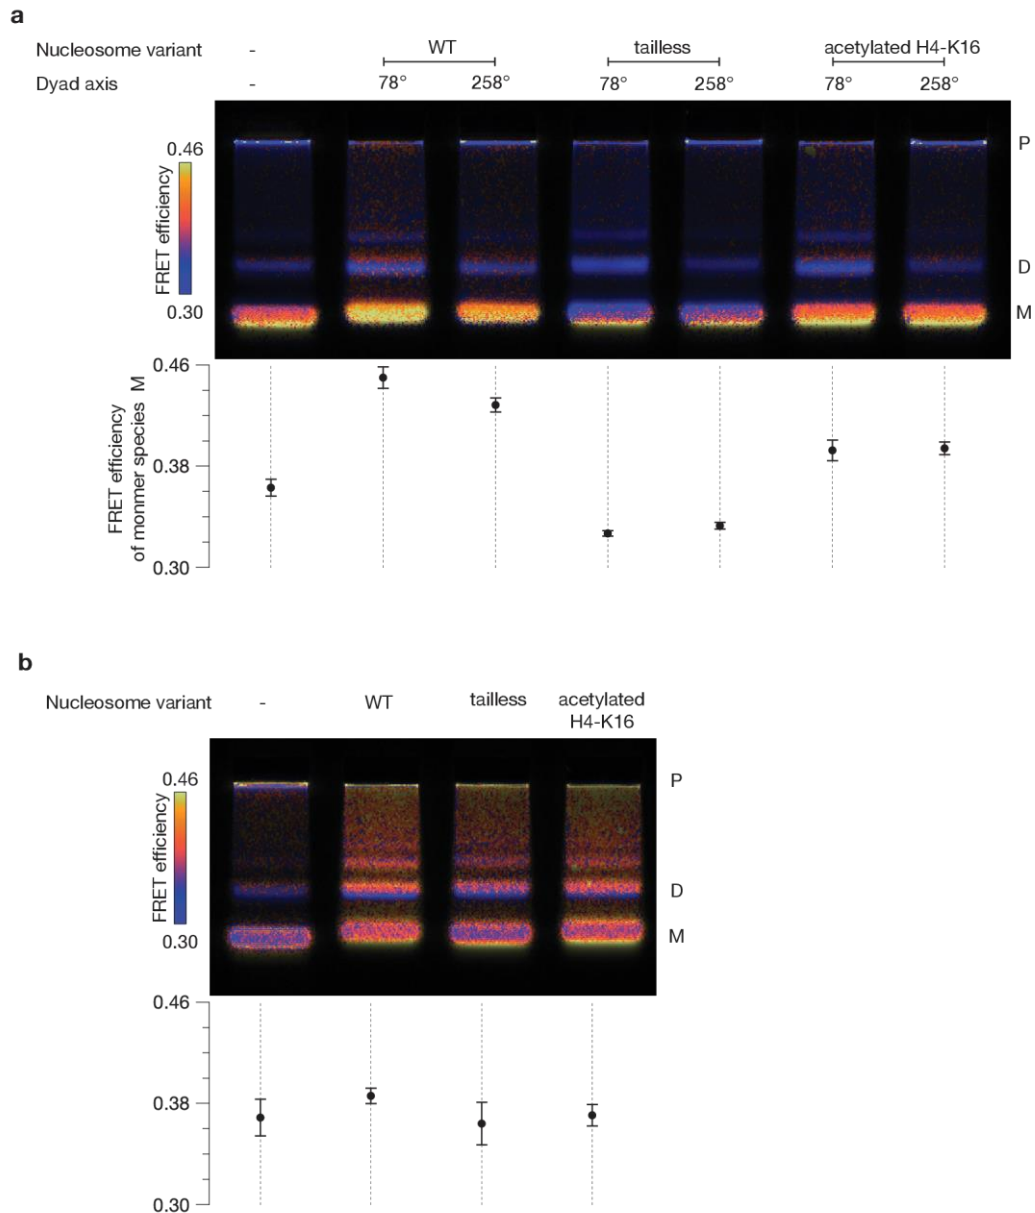 a
Nucleosome variant - WT tailless acetylated H4-K16
Dyad axis - 78° 258° 78° 258° 78° 258°
P
0.46
FRET efficiency
D
0.30
M
0.46
FRET efficiency
of monmer species M
0.38
0.30
b
Nucleosome variant - WT tailless acetylated
H4-K16
P
0.46
FRET efficiency
D
0.30
M
0.46
0.38
0.30